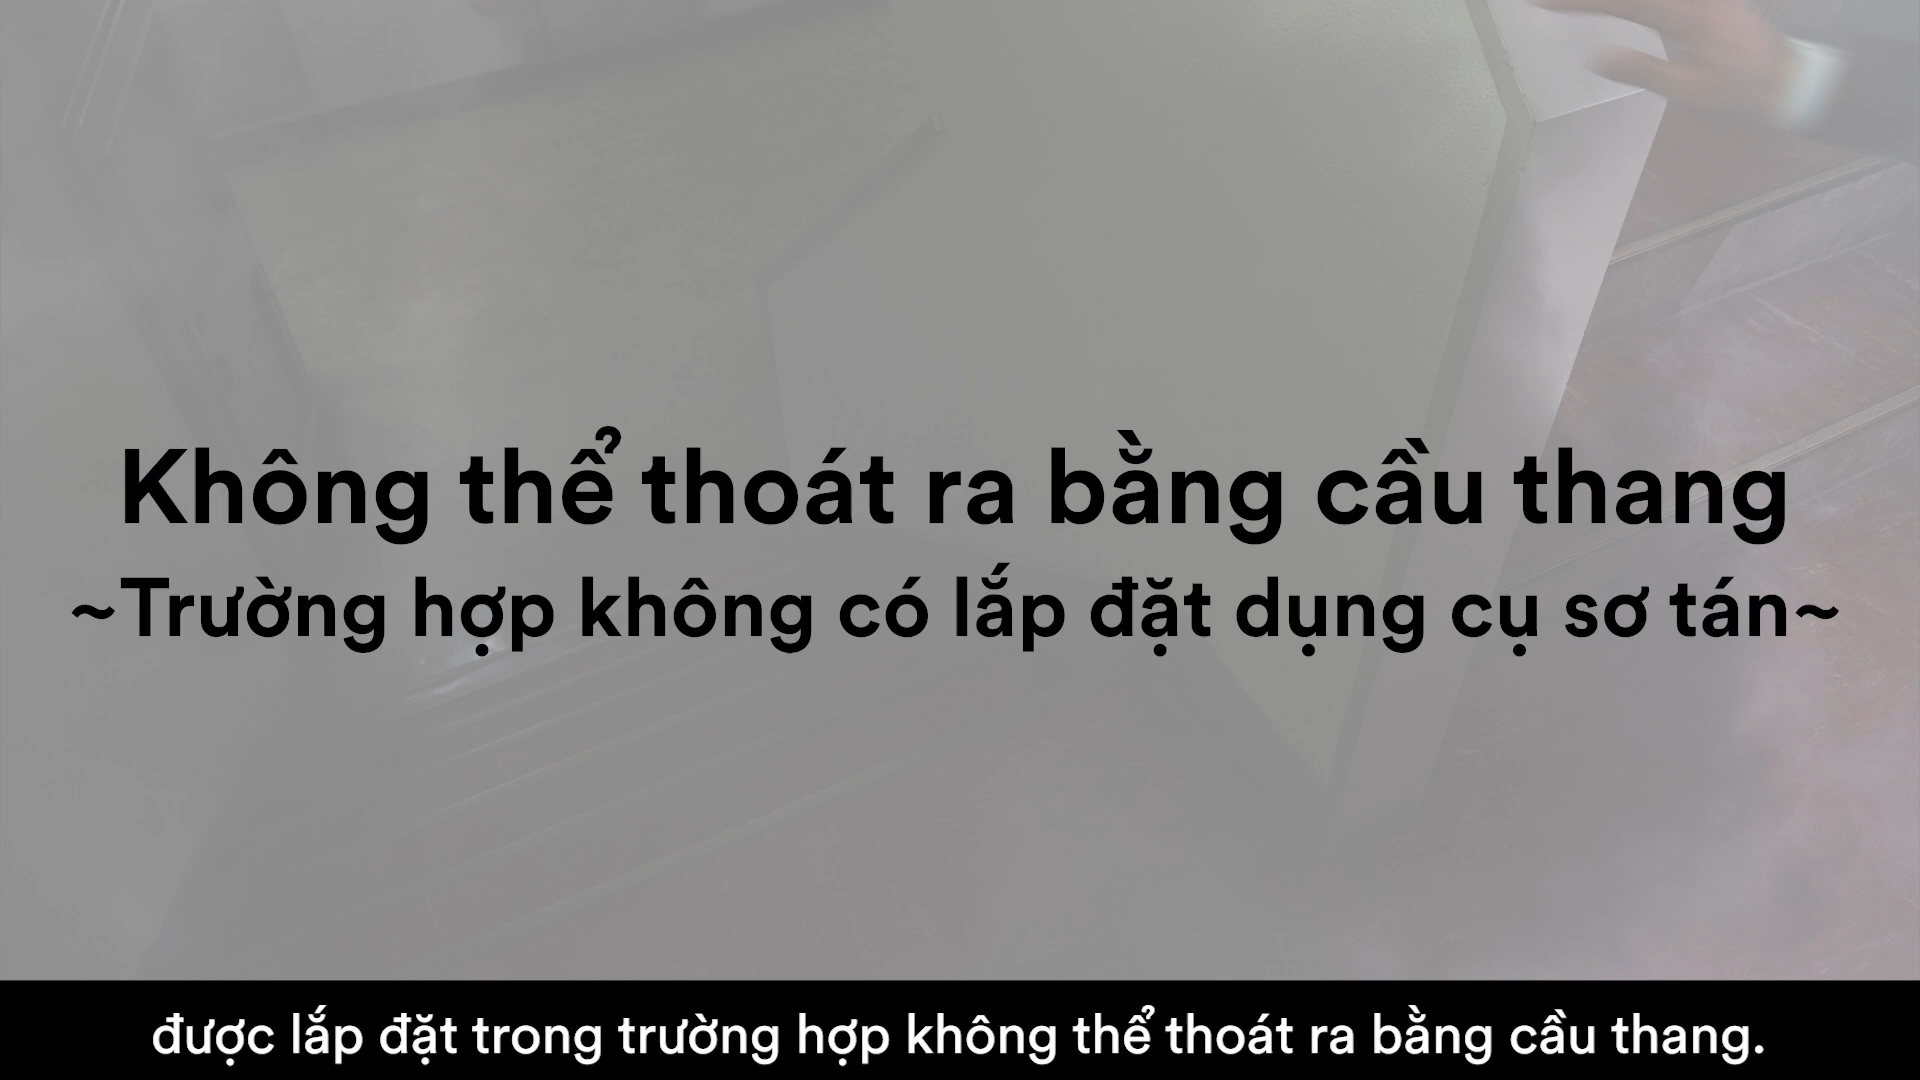 Không thể thoát ra bằng cầu thang
~Trường hợp không có lắp đặt dụng cụ sơ tán~
được lắp đặt trong trường hợp không thể thoát ra bằng cầu thang.